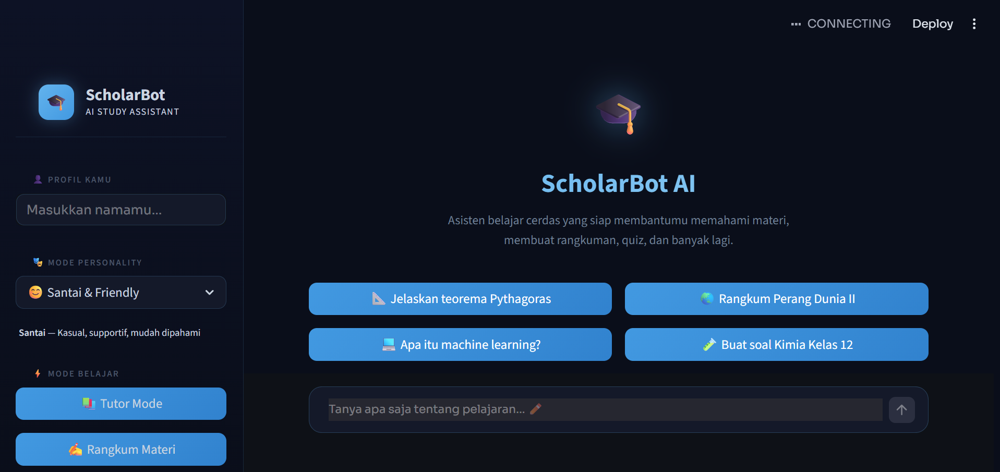 CONNECTING
Deploy
ScholarBot
AI STUDY ASSISTANT
PROFIL KAMU
Masukkan namamu...
MODE PERSONALITY
Santai & Friendly
Santai — Kasual, supportif, mudah dipahami
MODE BELAJAR
Tutor Mode
Rangkum Materi
ScholarBot AI
Asisten belajar cerdas yang siap membantumu memahami materi,
membuat rangkuman, quiz, dan banyak lagi.
Jelaskan teorema Pythagoras
Rangkum Perang Dunia II
Apa itu machine learning?
Buat soal Kimia Kelas 12
Tanya apa saja tentang pelajaran...